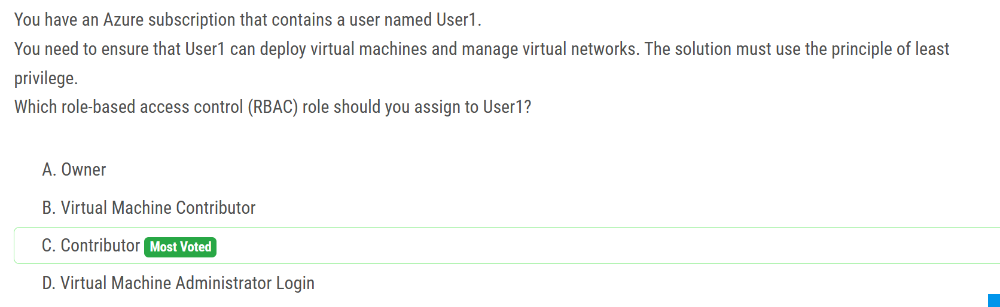 You have an Azure subscription that contains a user named User1.
You need to ensure that User1 can deploy virtual machines and manage virtual networks. The solution must use the principle of least
privilege.
Which role-based access control (RBAC) role should you assign to User1?
A. Owner
B. Virtual Machine Contributor
C. Contributor Most Voted
D. Virtual Machine Administrator Login